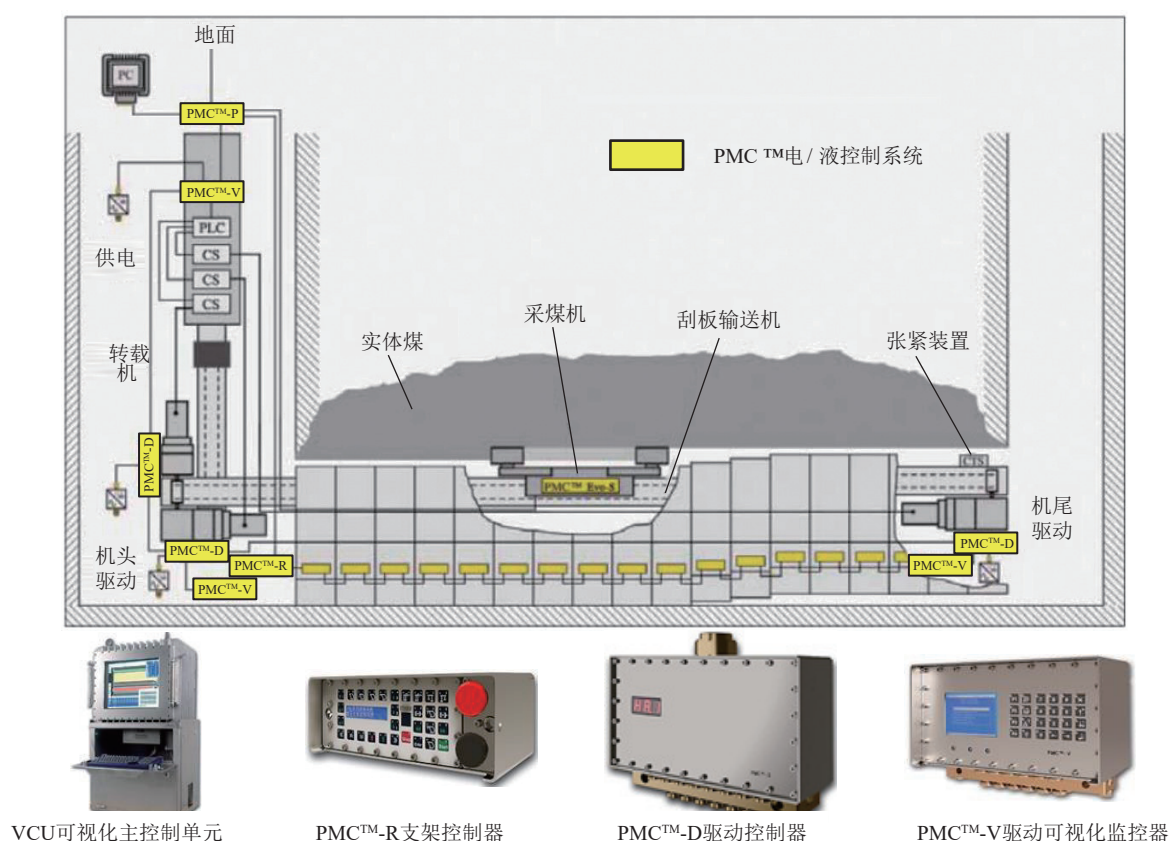 地面
PC
PMC™-P
PMC ™电/ 液控制系统
PMC™-V
PLC
供电
CS
CS
CS
采煤机
刮板输送机
实体煤
张紧装置
转载
机
PMC™-D
CTS
PMC™ Evo-S
机尾
驱动
PMC™-D
PMC™-D
机头
驱动
PMC™-R
PMC™-V
PMC™-V
HR1
VCU可视化主控制单元
PMC™-R支架控制器
PMC™-D驱动控制器
PMC™-V驱动可视化监控器